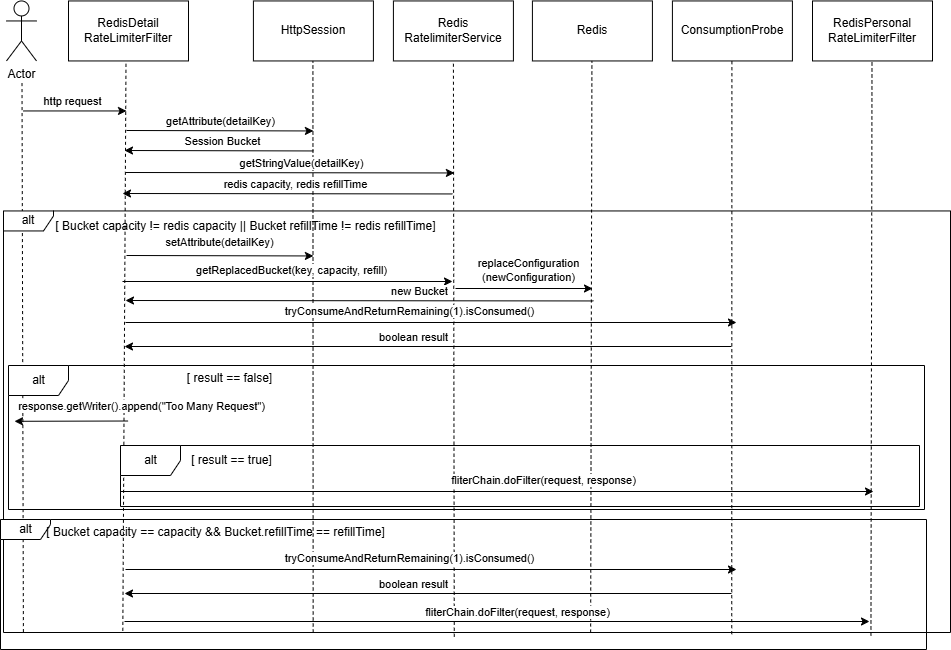 RedisDetail
RateLimiterFilter
HttpSession
Redis
RatelimiterService
Redis
ConsumptionProbe
RedisPersonal
RateLimiterFilter
Actor
http request
getAttribute(detailKey)
Session Bucket
getStringValue(detailKey)
redis capacity, redis refillTime
alt
[ Bucket capacity != redis capacity || Bucket refillTime != redis refillTime]
setAttribute(detailKey)
getReplacedBucket(key, capacity, refill)
replaceConfiguration
(newConfiguration)
new Bucket
tryConsumeAndReturnRemaining(1).isConsumed()
boolean result
alt
[ result == false]
response.getWriter().append("Too Many Request")
alt
[ result == true]
fliterChain.doFilter(request, response)
alt
[ Bucket capacity == capacity && Bucket.refillTime == refillTime]
tryConsumeAndReturnRemaining(1).isConsumed()
boolean result
fliterChain.doFilter(request, response)